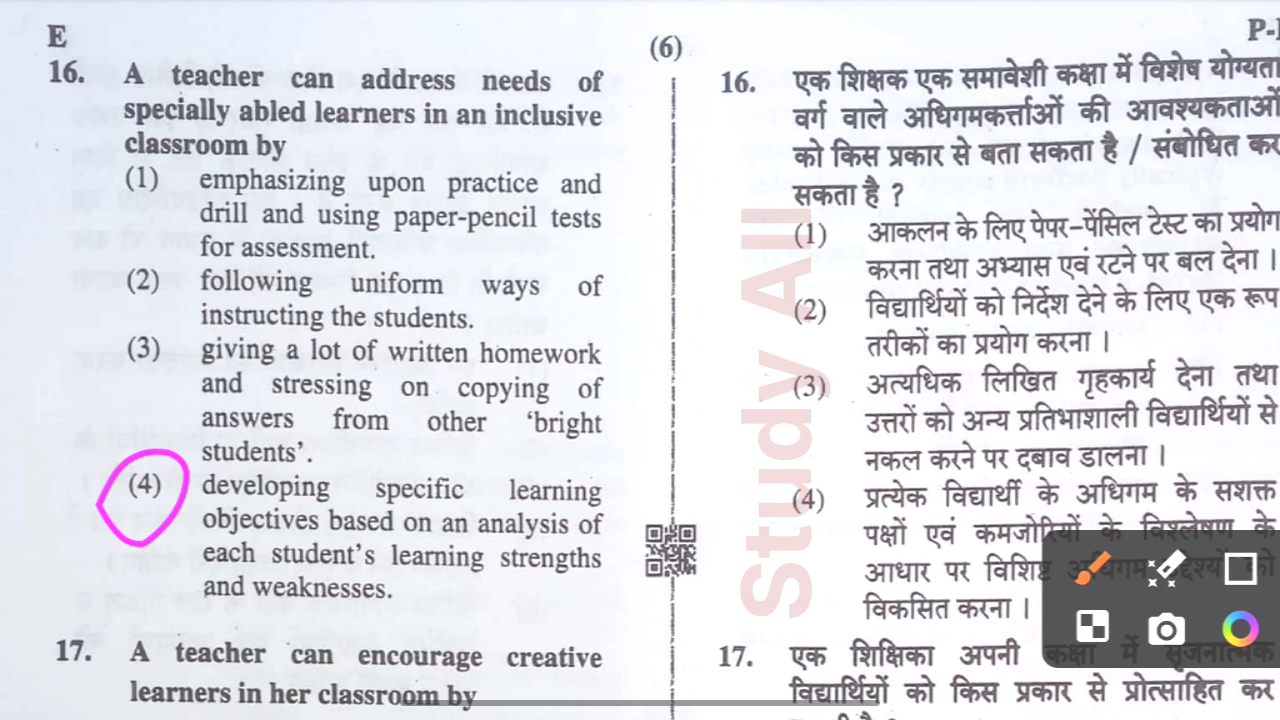 E
(6)
P-I
16. A teacher can address needs of
specially abled learners in an inclusive
classroom by
(1) emphasizing upon practice and
drill and using paper-pencil tests
for assessment.
(2) following uniform ways of
instructing the students.
(3) giving a lot of written homework
and stressing on copying of
answers from other ‘bright
students’.
(4) developing specific learning
objectives based on an analysis of
each student’s learning strengths
and weaknesses.
17. A teacher can encourage creative
learners in her classroom by
Study All
16. एक शिक्षक एक समावेशी कक्षा में विशेष योग्यता
वर्ग वाले अधिगमकर्त्ताओं की आवश्यकताओं
को किस प्रकार से बता सकता है / संबोधित कर
सकता है ?
(1) आकलन के लिए पेपर-पेंसिल टेस्ट का प्रयोग
करना तथा अभ्यास एवं रटने पर बल देना ।
(2) विद्यार्थियों को निर्देश देने के लिए एक रूप
तरीकों का प्रयोग करना ।
(3) अत्यधिक लिखित गृहकार्य देना तथा
उत्तरों को अन्य प्रतिभाशाली विद्यार्थियों से
नकल करने पर दबाव डालना ।
(4) प्रत्येक विद्यार्थी के अधिगम के सशक्त
पक्षों एवं कमजोरियों के विश्लेषण के
आधार पर विशिष्ट
विकसित करना ।
17. एक शिक्षिका अपनी कक्षा में सृजनात्मक
विद्यार्थियों को किस प्रकार से प्रोत्साहित कर